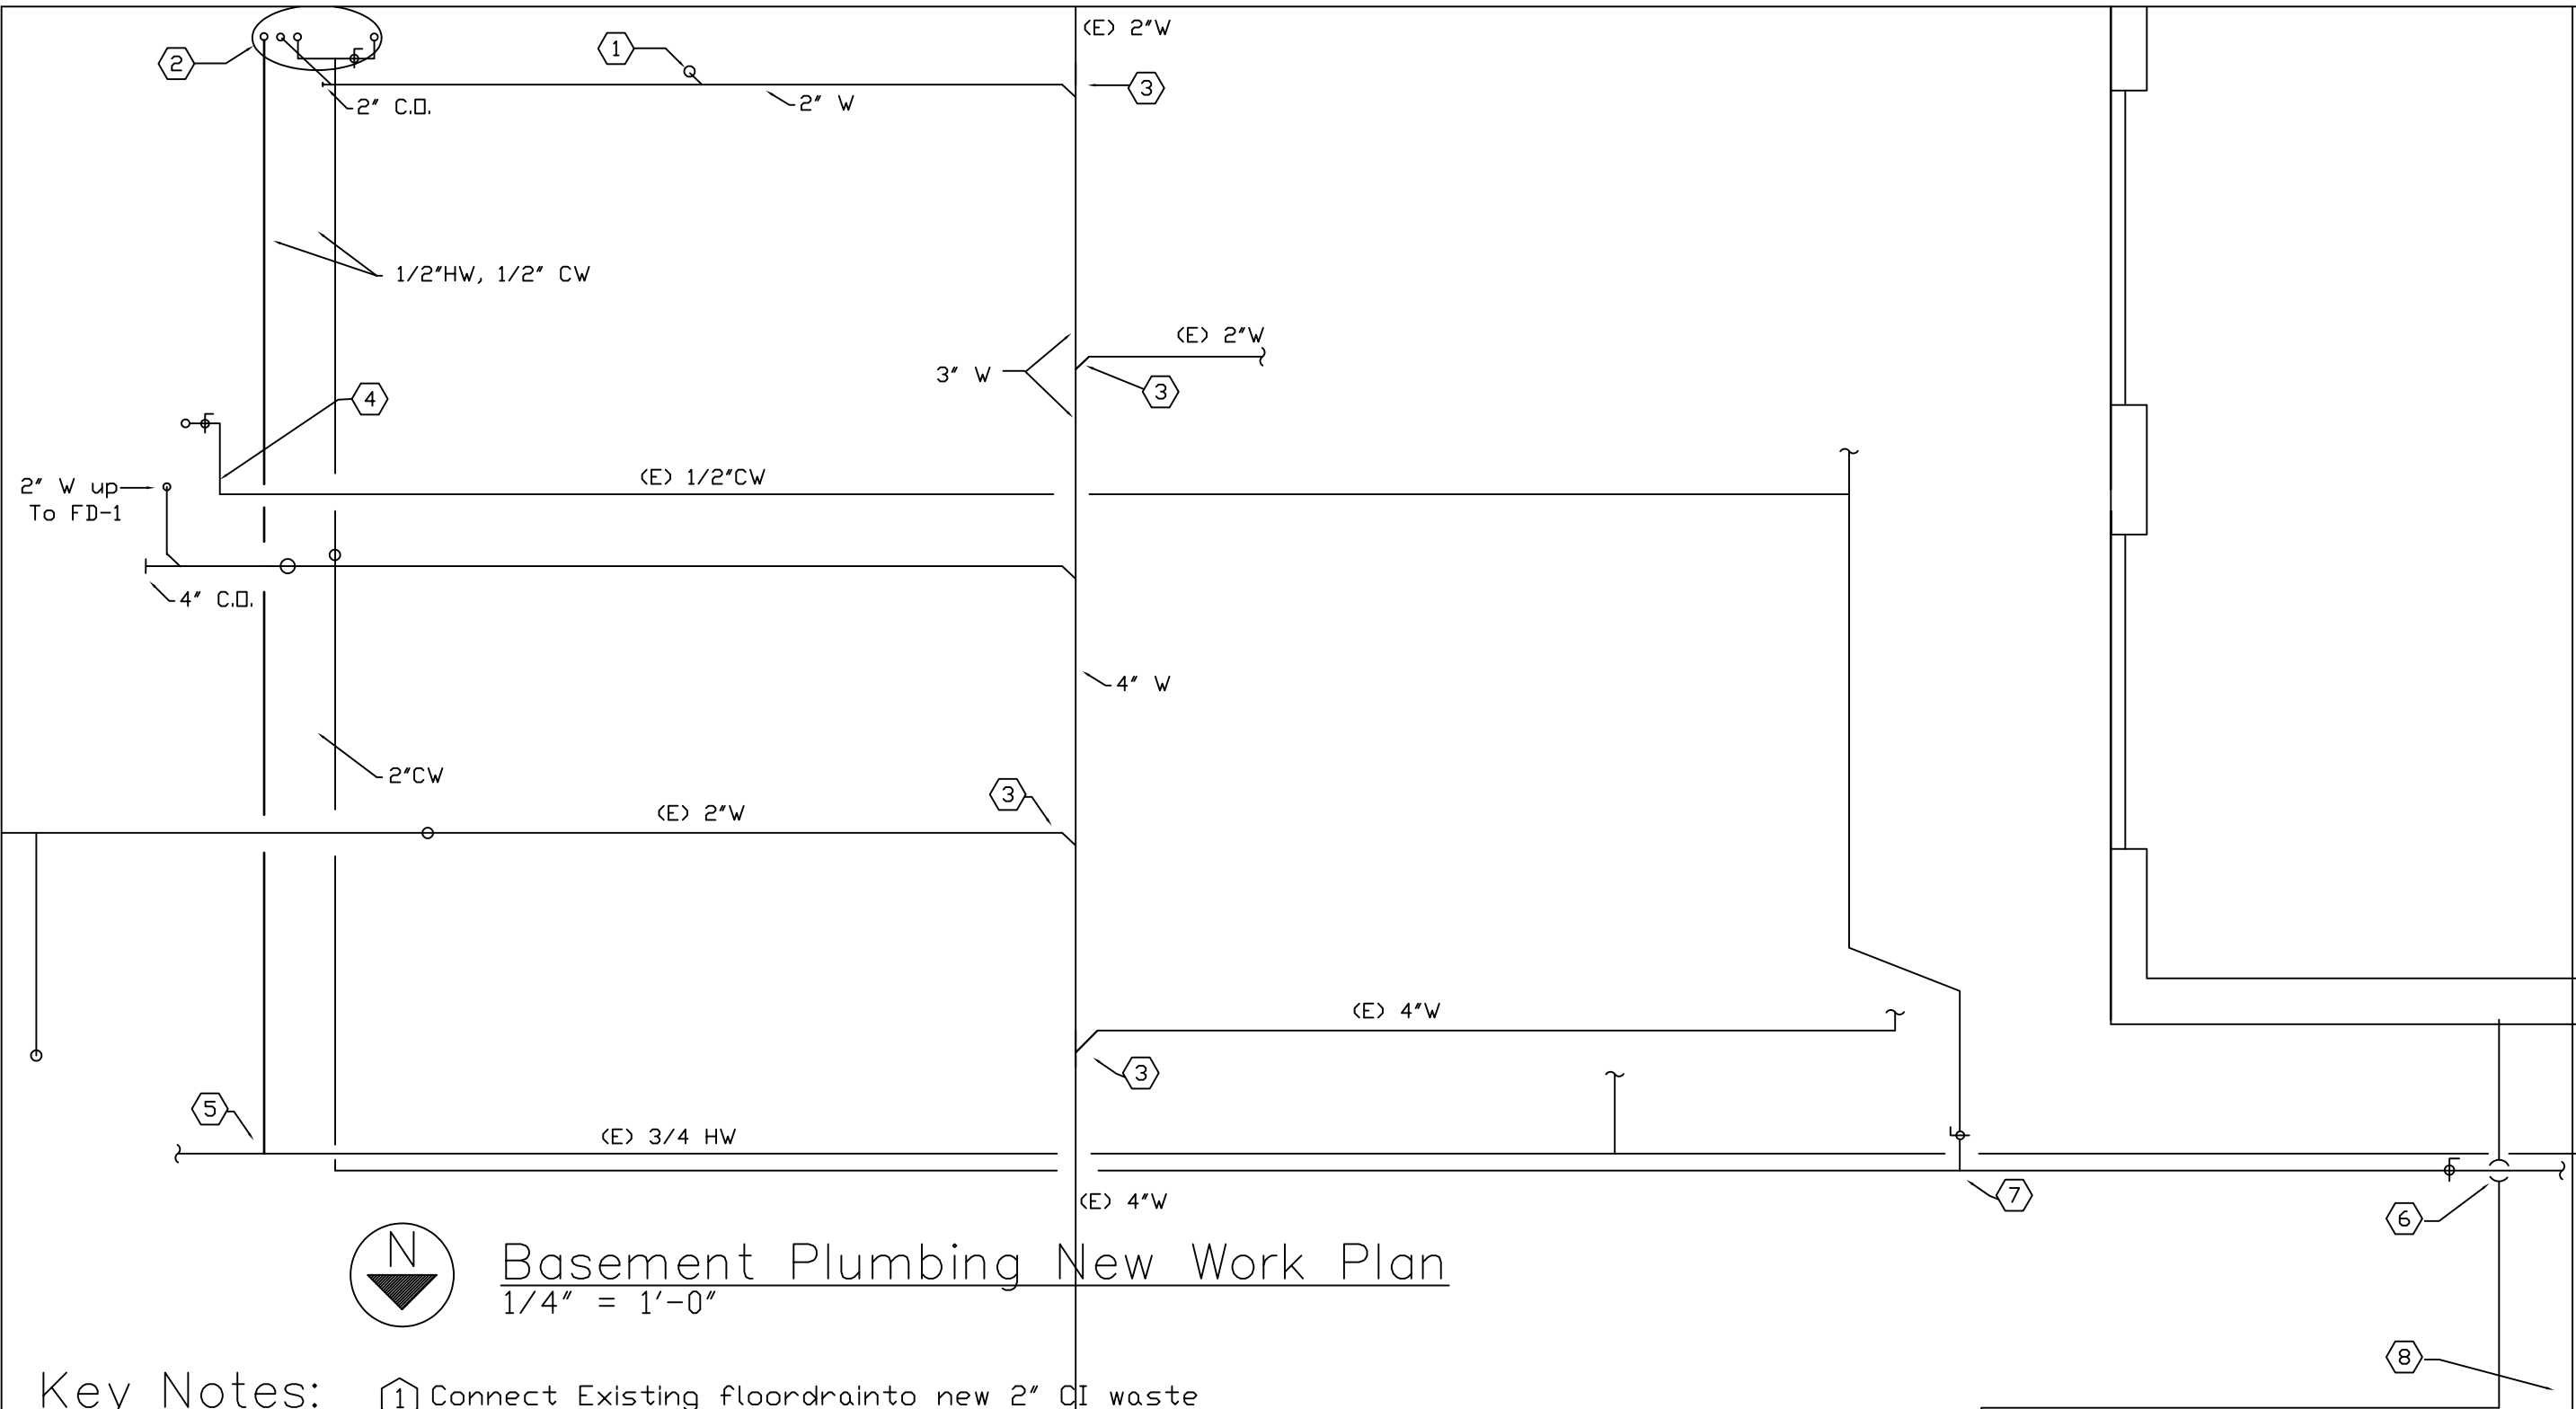 (E) 2"W
2
1
3
2" C.O.
2" W
1/2"HW, 1/2" CW
(E) 2"W
3" W
3
4
(E) 1/2"CW
2" W up
To FD-1
4" C.O.
4" W
2"CW
3
(E) 2"W
(E) 4"W
3
5
(E) 3/4 HW
(E) 4"W
7
6
N
Basement Plumbing New Work Plan
1/4" = 1'-0"
8
Key Notes:
1 Connect Existing floordrainto new 2" CI waste